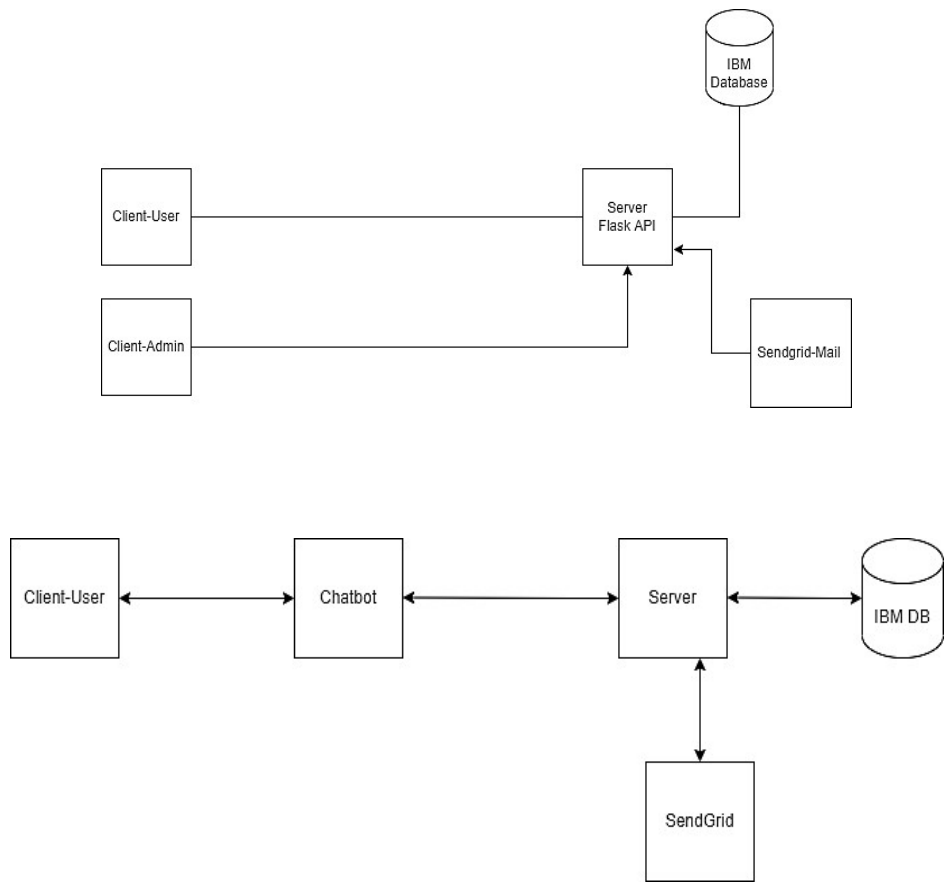 IBM
Database
Client-User
Server
Flask API
Client-Admin
Sendgrid-Mail
Client-User
Chatbot
Server
IBM DB
SendGrid